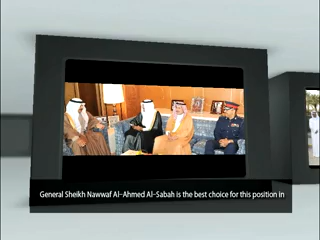 General Sheikh Nawwaf Al-Ahmed Al-Sabah is the best choice for this position in